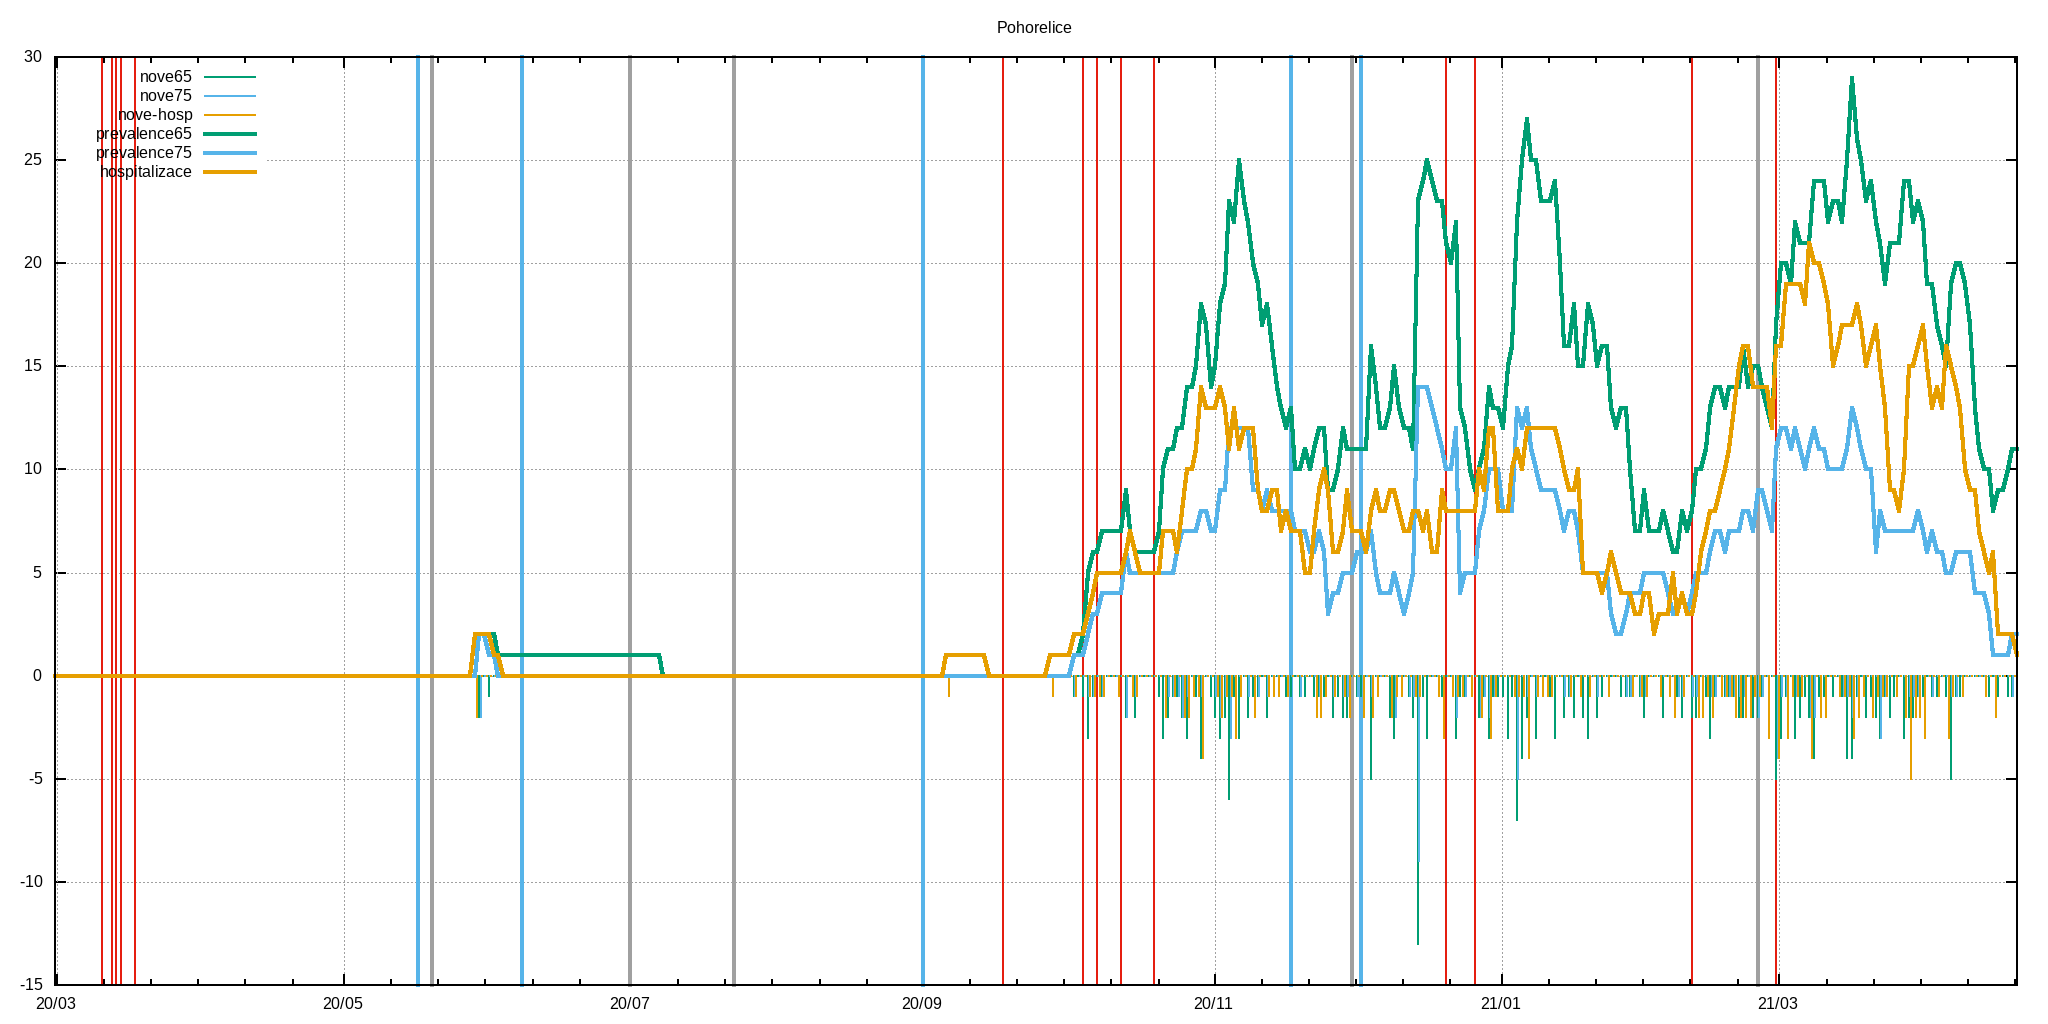 Pohorelice
30
25
20
15
10
5
0
-5
-10
-15
nove65
nove75
nove-hosp
prevalence65
prevalence75
hospitalizace
20/03 20/05 20/07 20/09 20/11 21/01 21/03